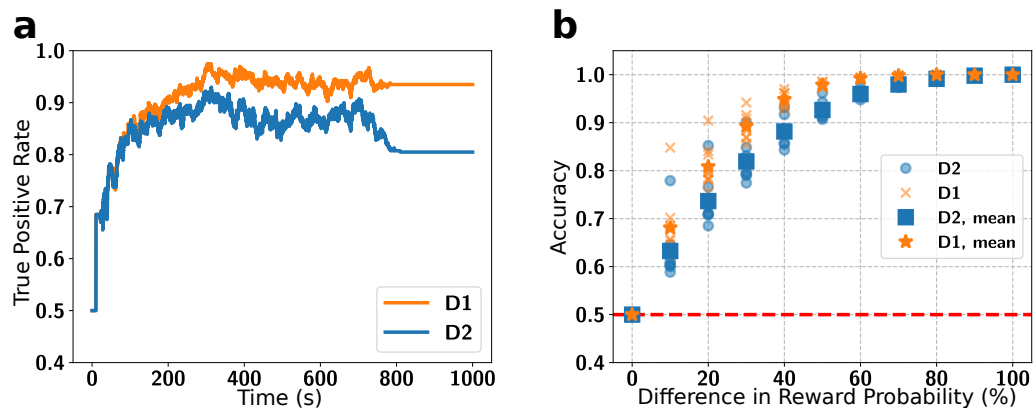 a
True Positive Rate
1.0
0.9
0.8
0.7
0.6
0.5
0.4
D1
D2
0 200 400 600 800 1000
Time (s)
b
Accuracy
1.0
0.9
0.8
0.7
0.6
0.5
0.4
D2
D1
D2, mean
D1, mean
0 20 40 60 80 100
Difference in Reward Probability (%)